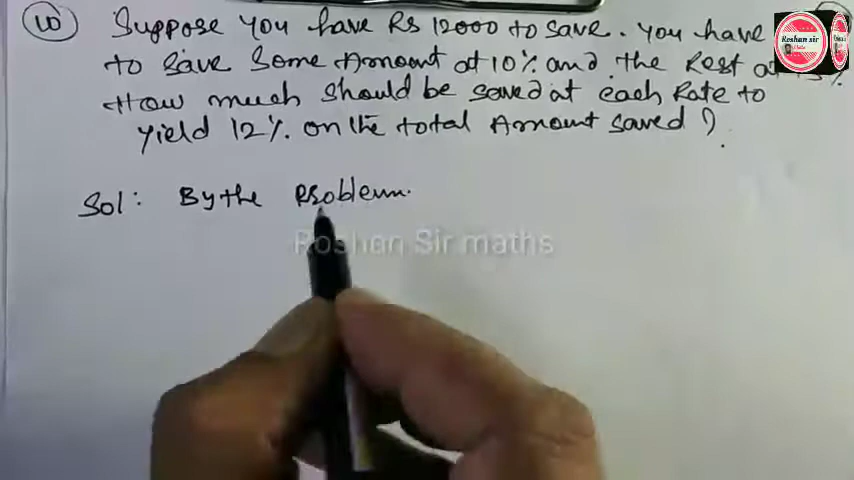 10 Suppose you have Rs 12000 to save. You have
to save some Amount at 10% and the Rest at 15%
How much should be saved at each Rate to
yield 12% on the total Amount saved ?
Sol: By the Problem.
Roshan Sir maths
Roshan sir